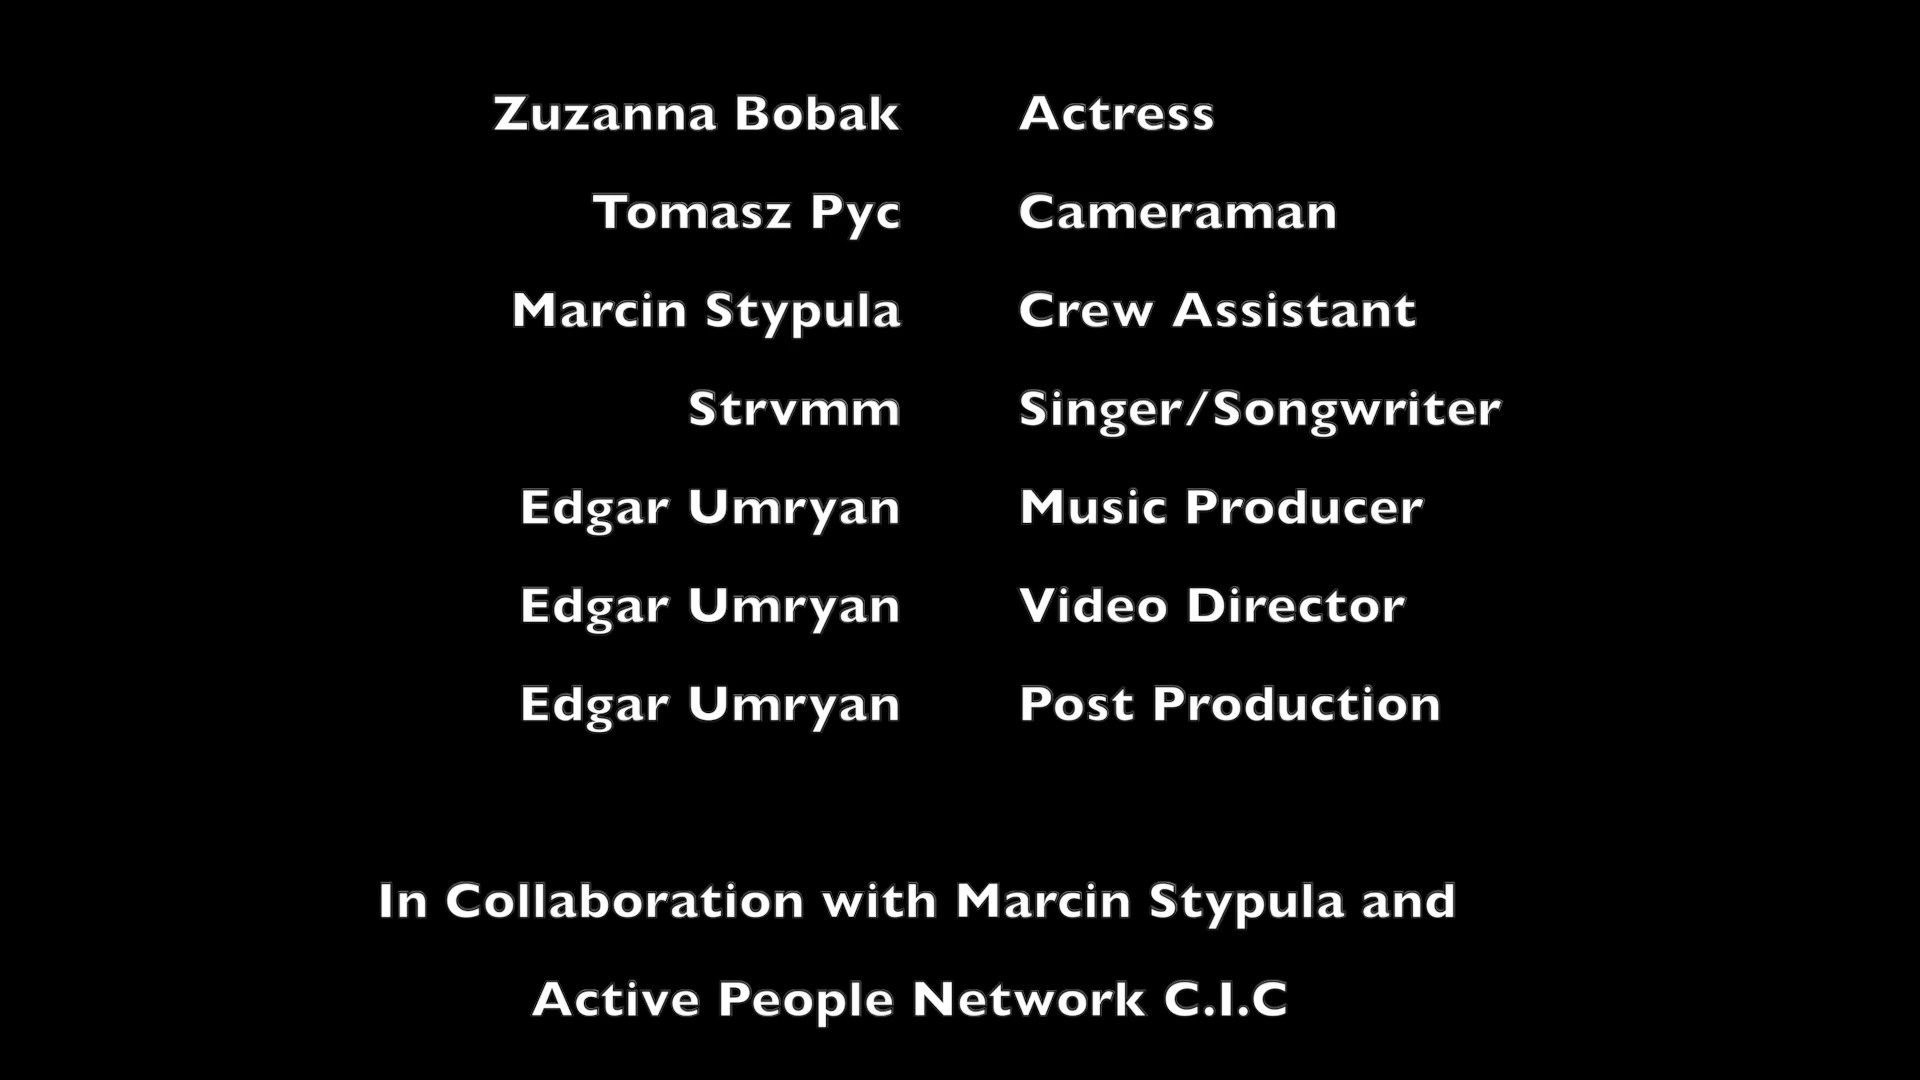 Zuzanna Bobak Actress
Tomasz Pyc Cameraman
Marcin Stypula Crew Assistant
Strvmm Singer/Songwriter
Edgar Umryan Music Producer
Edgar Umryan Video Director
Edgar Umryan Post Production
In Collaboration with Marcin Stypula and
Active People Network C.I.C